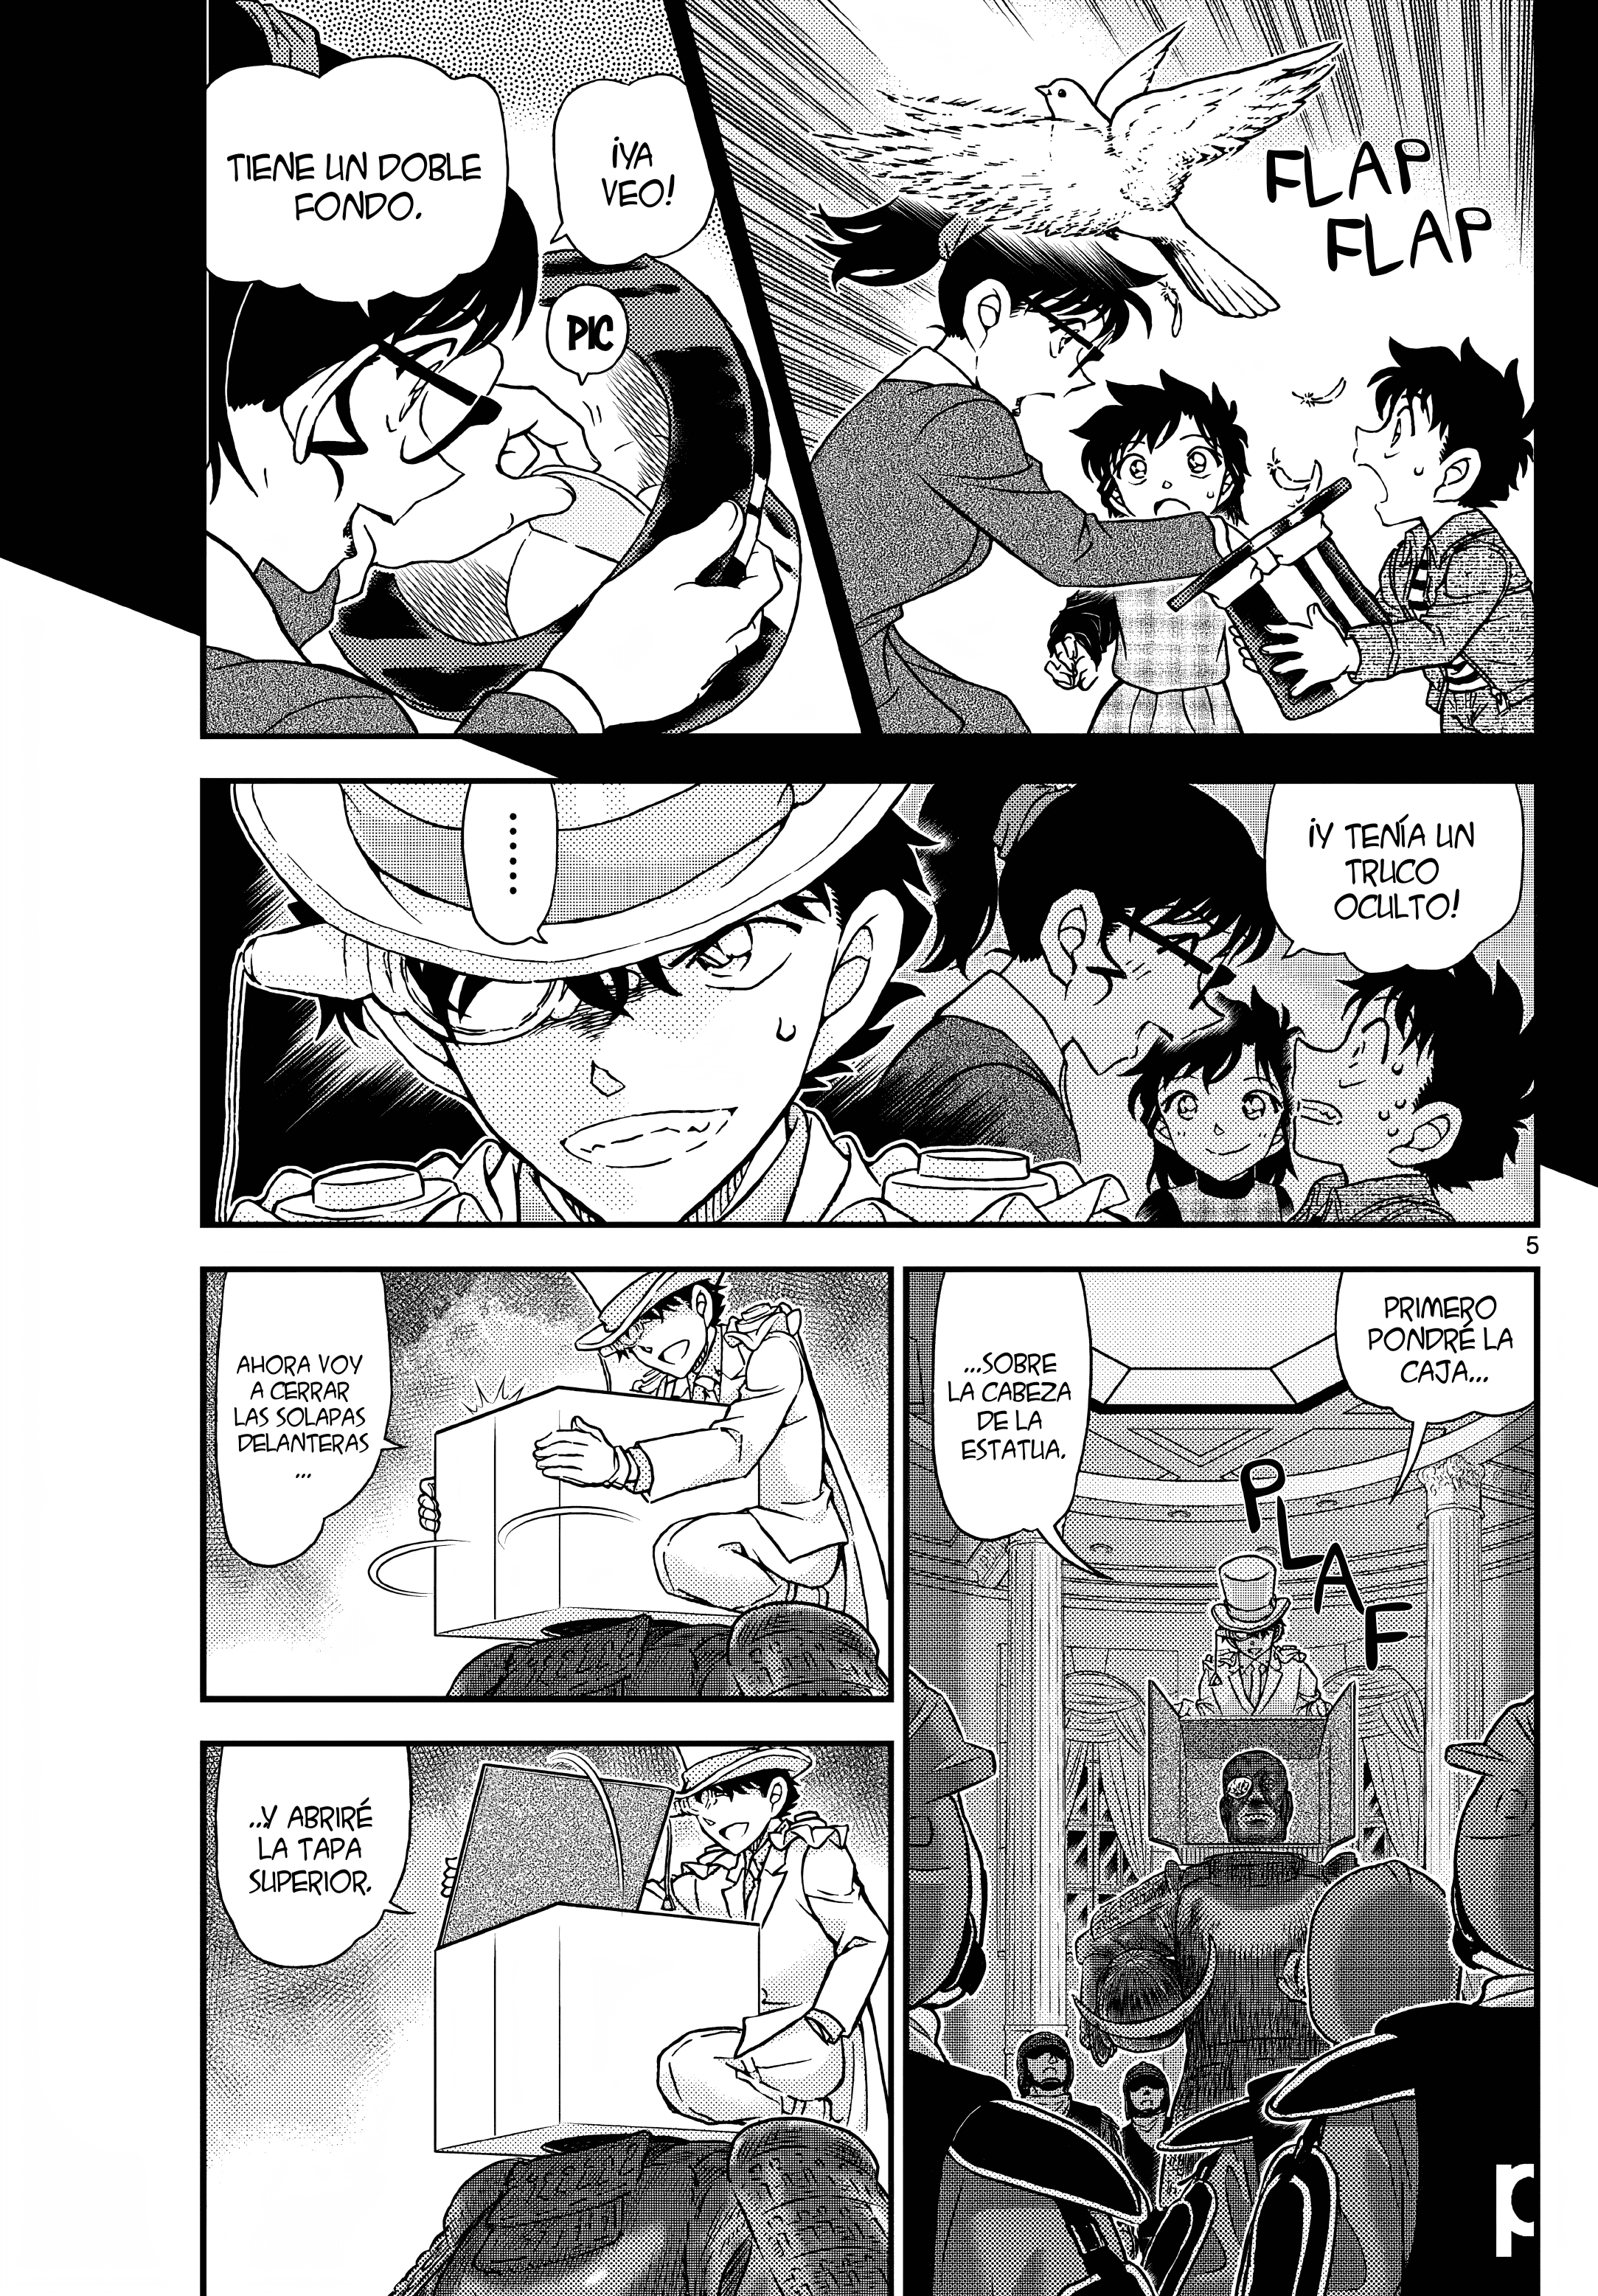 FLAP
FLAP
¡YA
VEO!
PIC
TIENE UN DOBLE
FONDO.
¡Y TENÍA UN
TRUCO
OCULTO!
.......
5
PRIMERO
PONDRÉ LA
CAJA...
...SOBRE
LA CABEZA
DE LA
ESTATUA.
PLAF
AHORA VOY
A CERRAR
LAS SOLAPAS
DELANTERAS
...
...Y ABRIRÉ
LA TAPA
SUPERIOR.